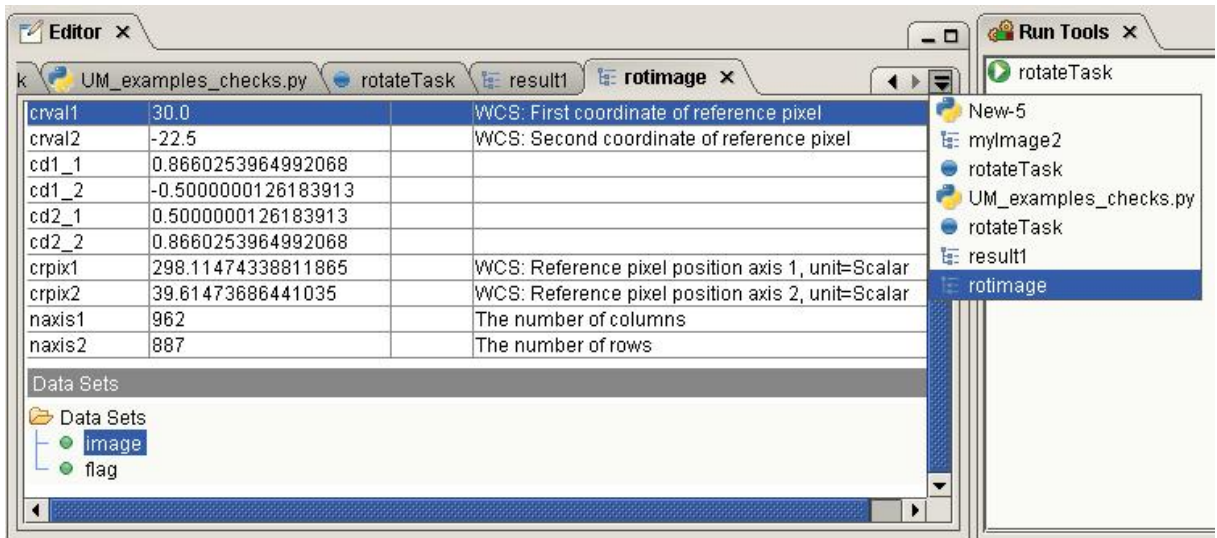 Editor ×
Run Tools ×
k UM_examples_checks.py rotateTask result1 rotimage ×
rotateTask
crval1 30.0 WCS: First coordinate of reference pixel
crval2 -22.5 WCS: Second coordinate of reference pixel
cd1_1 0.8660253964992068
cd1_2 -0.5000000126183913
cd2_1 0.5000000126183913
cd2_2 0.8660253964992068
crpix1 298.11474338811865 WCS: Reference pixel position axis 1, unit=Scalar
crpix2 39.61473686441035 WCS: Reference pixel position axis 2, unit=Scalar
naxis1 962 The number of columns
naxis2 887 The number of rows
Data Sets
Data Sets
image
flag
New-5
myImage2
rotateTask
UM_examples_checks.py
rotateTask
result1
rotimage